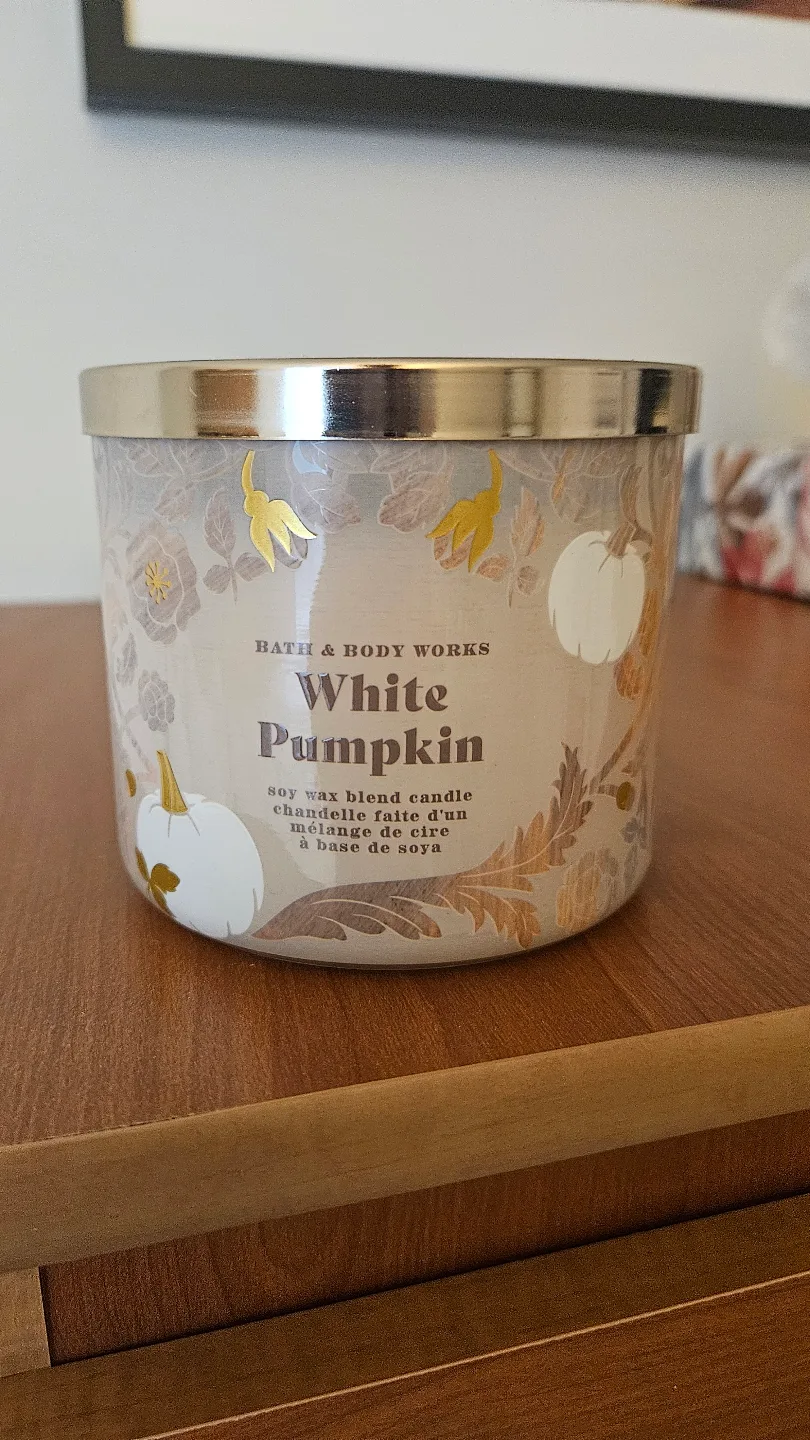 BATH & BODY WORKS
White
Pumpkin
soy wax blend candle
chandelle faite d'un
mélange de cire
à base de soya